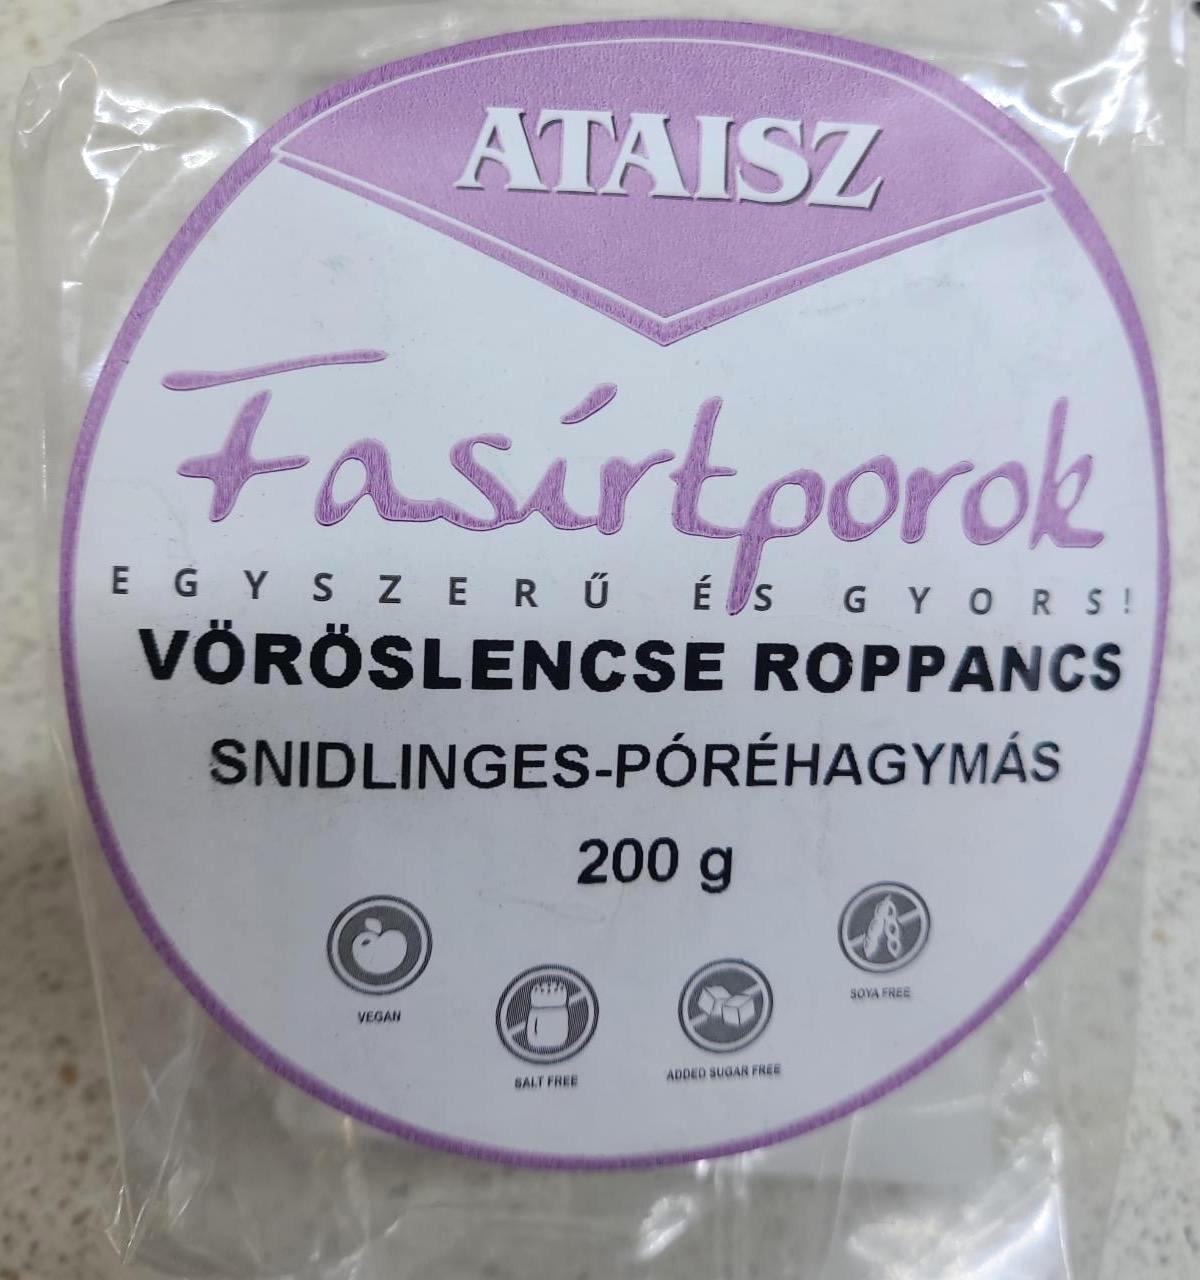 ATAISZ
Fasírtporok
EGYSZERŰ ÉS GYORS!
VÖRÖSLENCSE ROPPANCS
SNIDLINGES-PÓRÉHAGYMÁS
200 g
VEGAN
SALT FREE
ADDED SUGAR FREE
SOYA FREE